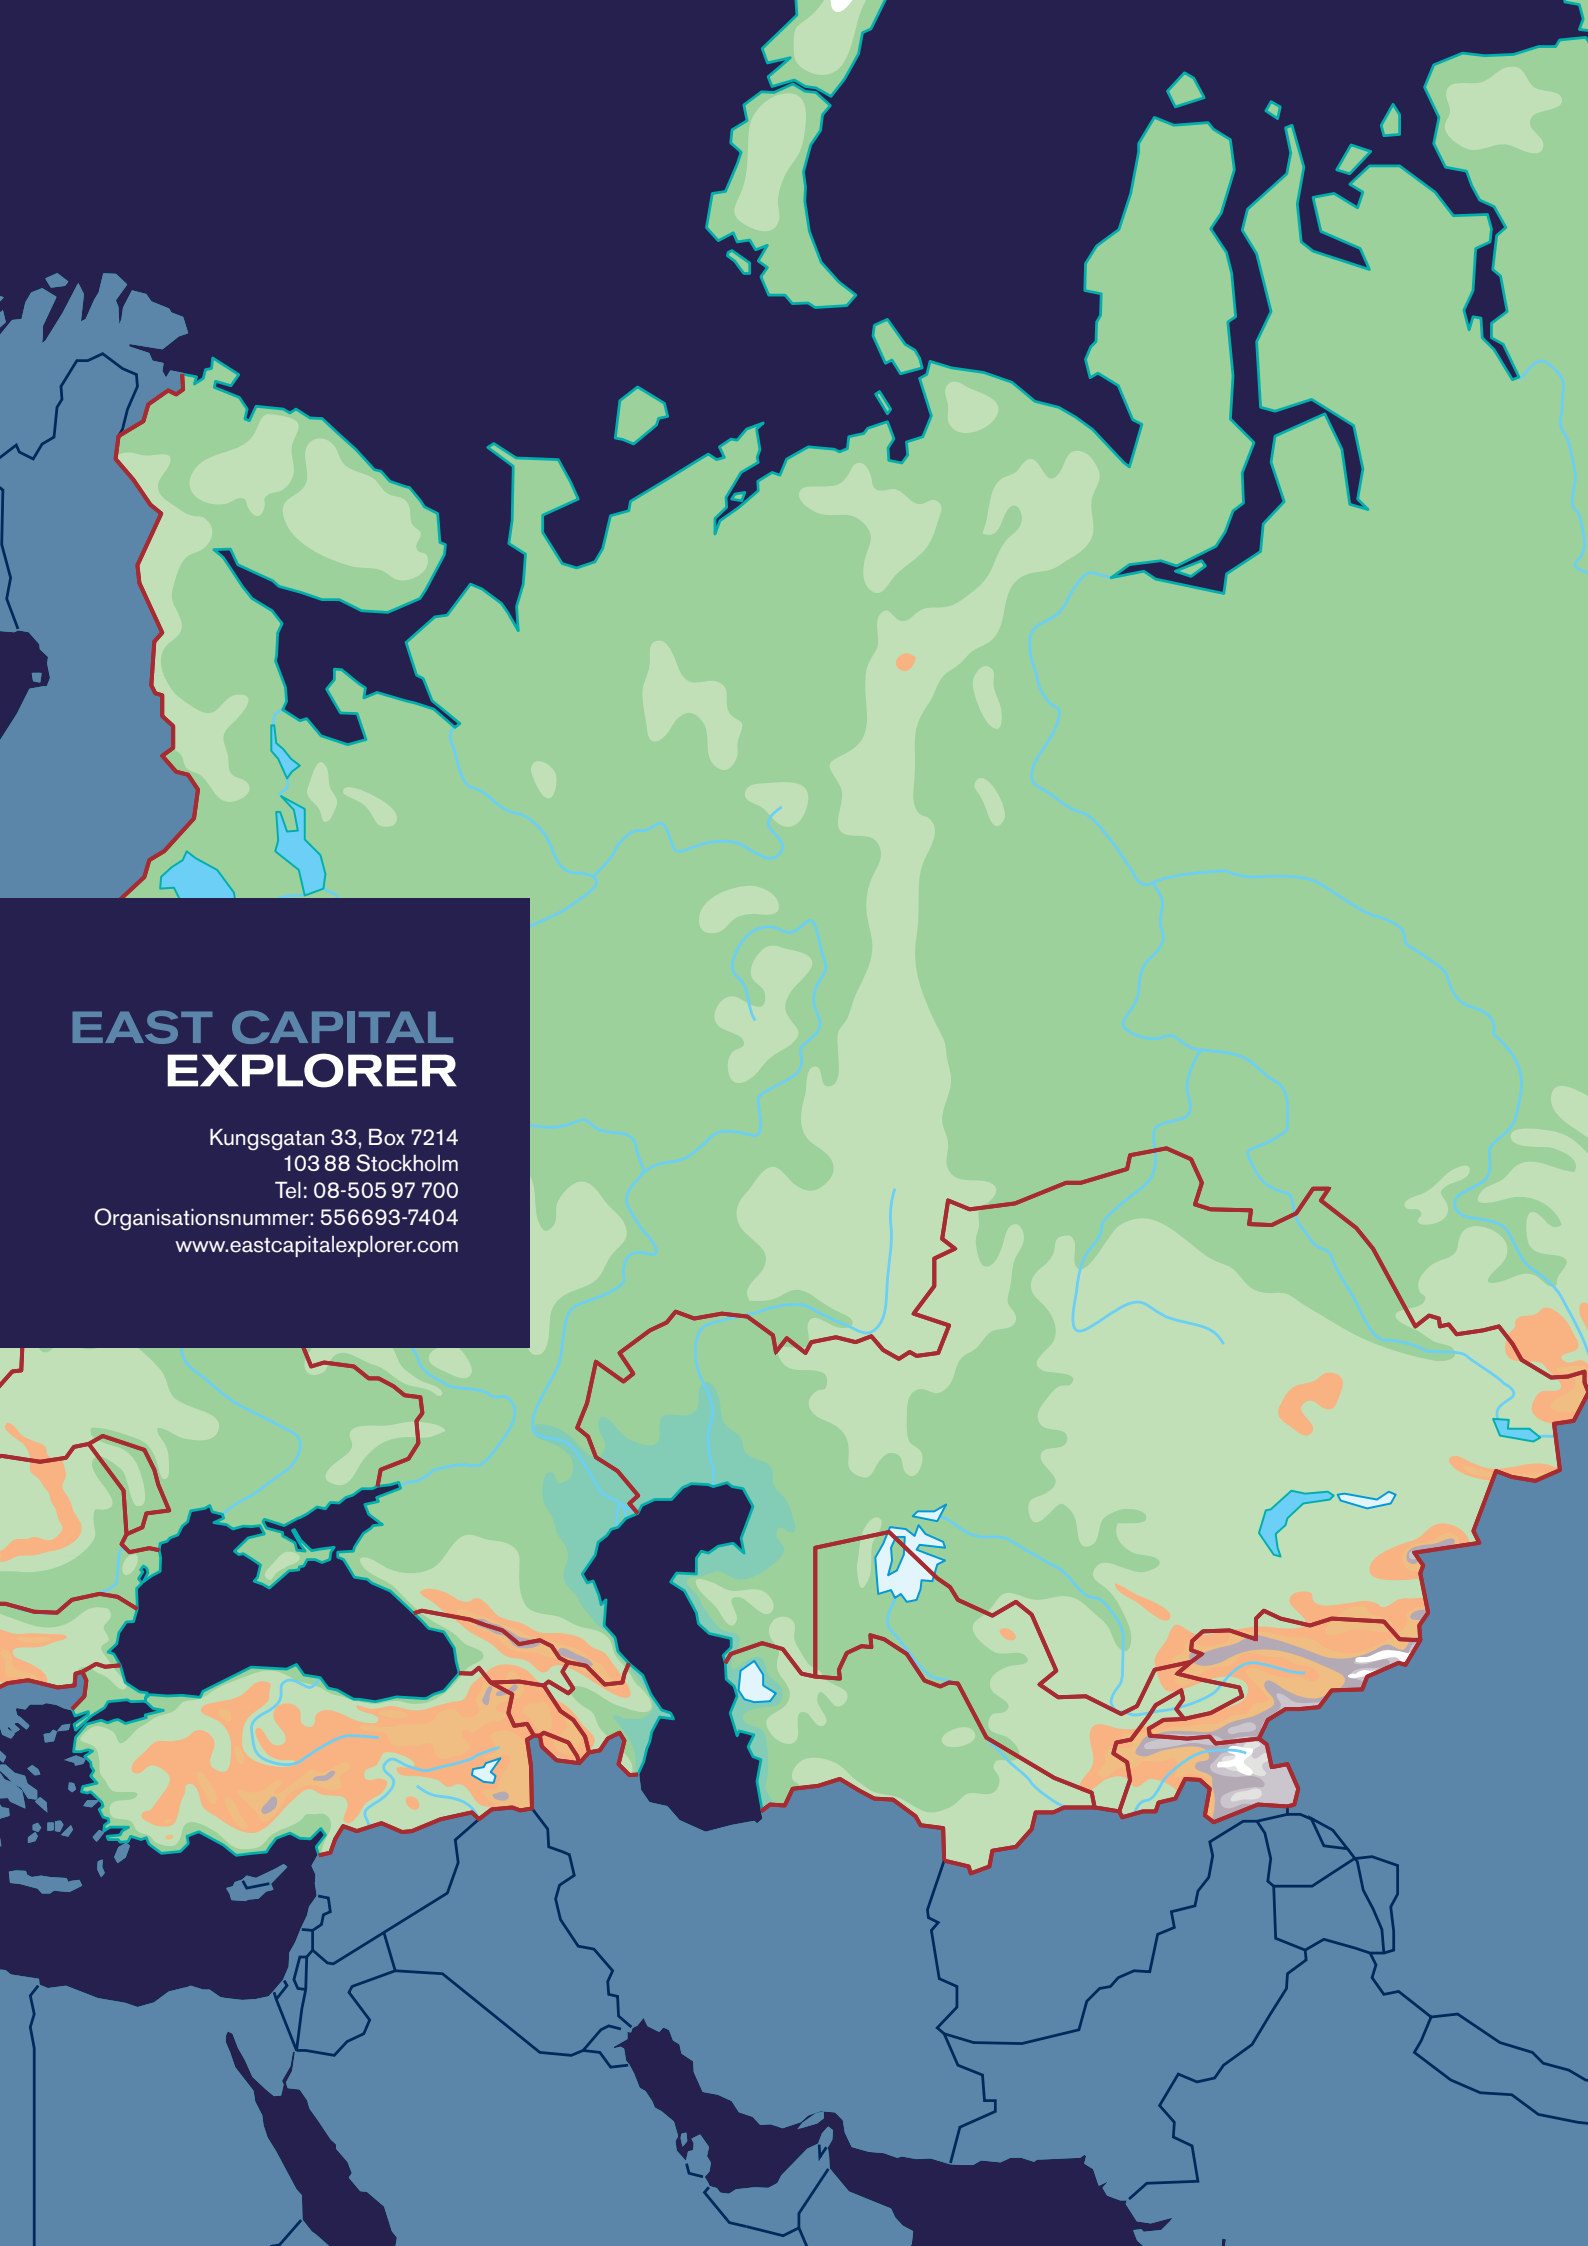 EAST CAPITAL
EXPLORER
Kungsgatan 33, Box 7214
103 88 Stockholm
Tel: 08-505 97 700
Organisationsnummer: 556693-7404
www.eastcapitalexplorer.com